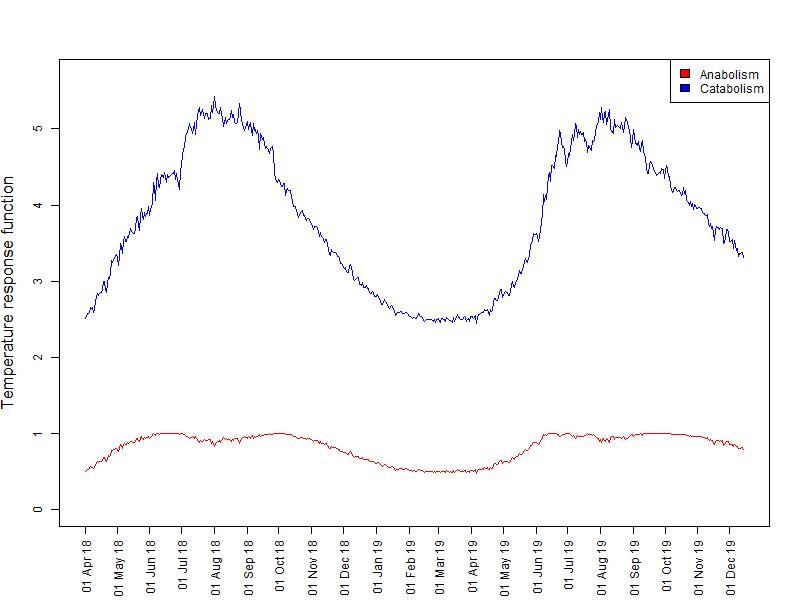 Anabolism
Catabolism
Temperature response function
5
4
3
2
1
0
01 Apr 18
01 May 18
01 Jun 18
01 Jul 18
01 Aug 18
01 Sep 18
01 Oct 18
01 Nov 18
01 Dec 18
01 Jan 19
01 Feb 19
01 Mar 19
01 Apr 19
01 May 19
01 Jun 19
01 Jul 19
01 Aug 19
01 Sep 19
01 Oct 19
01 Nov 19
01 Dec 19